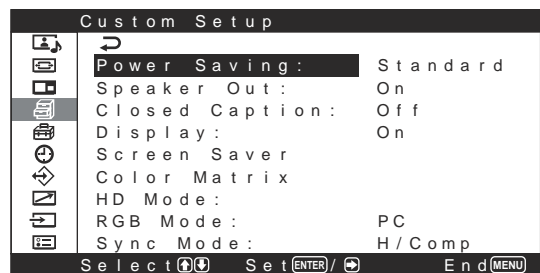 Custom Setup
Power Saving: Standard
Speaker Out: On
Closed Caption: Off
Display: On
Screen Saver
Color Matrix
HD Mode:
RGB Mode: PC
Sync Mode: H/Comp
Select Set ENTER / End MENU